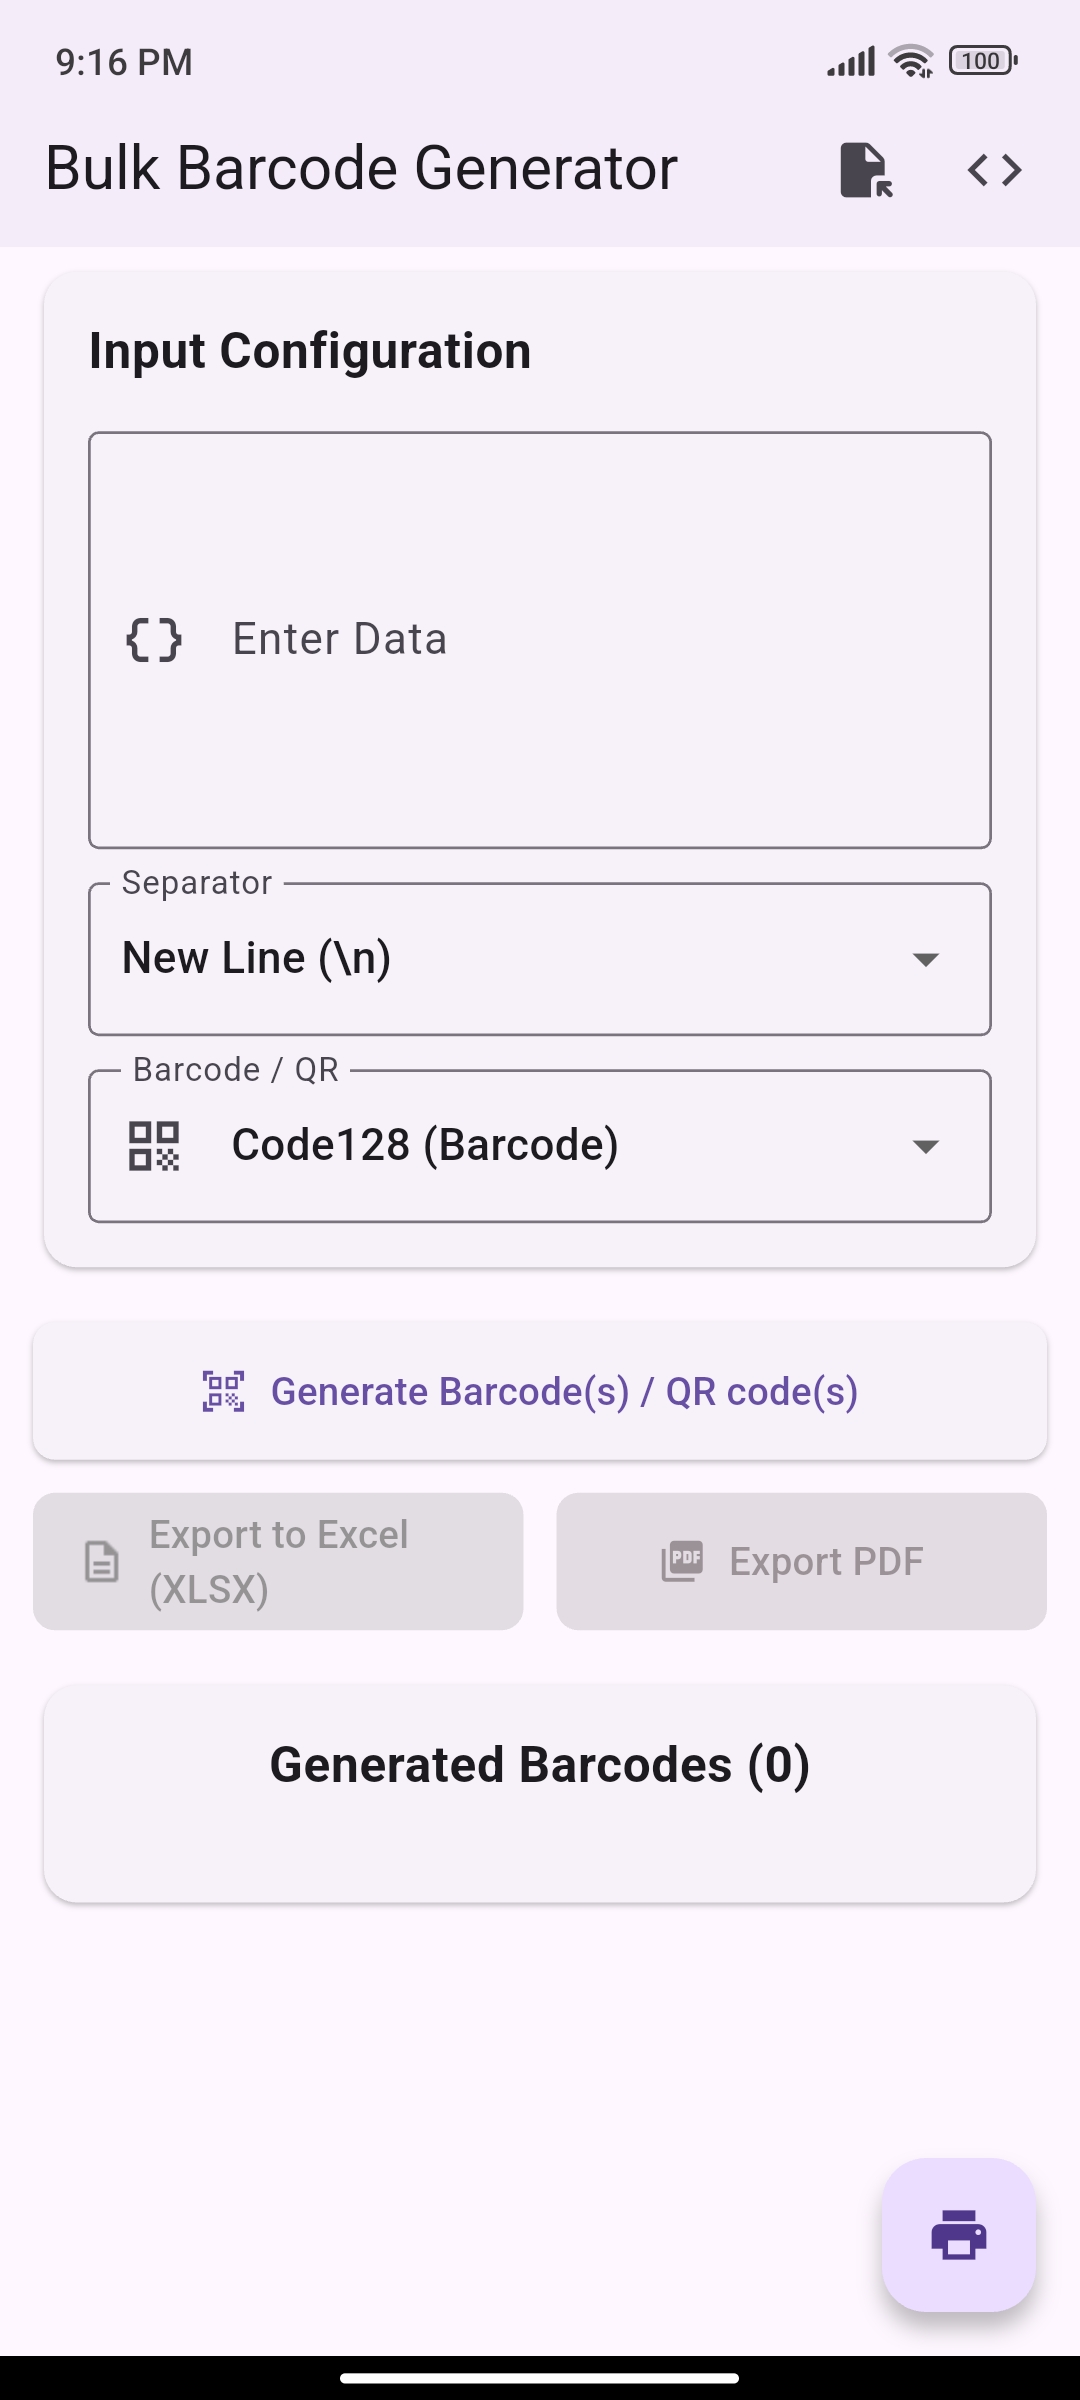 9:16 PM
100
Bulk Barcode Generator
Input Configuration
Enter Data
Separator
New Line (\n)
Barcode / QR
Code128 (Barcode)
Generate Barcode(s) / QR code(s)
Export to Excel
(XLSX)
PDF
Export PDF
Generated Barcodes (0)